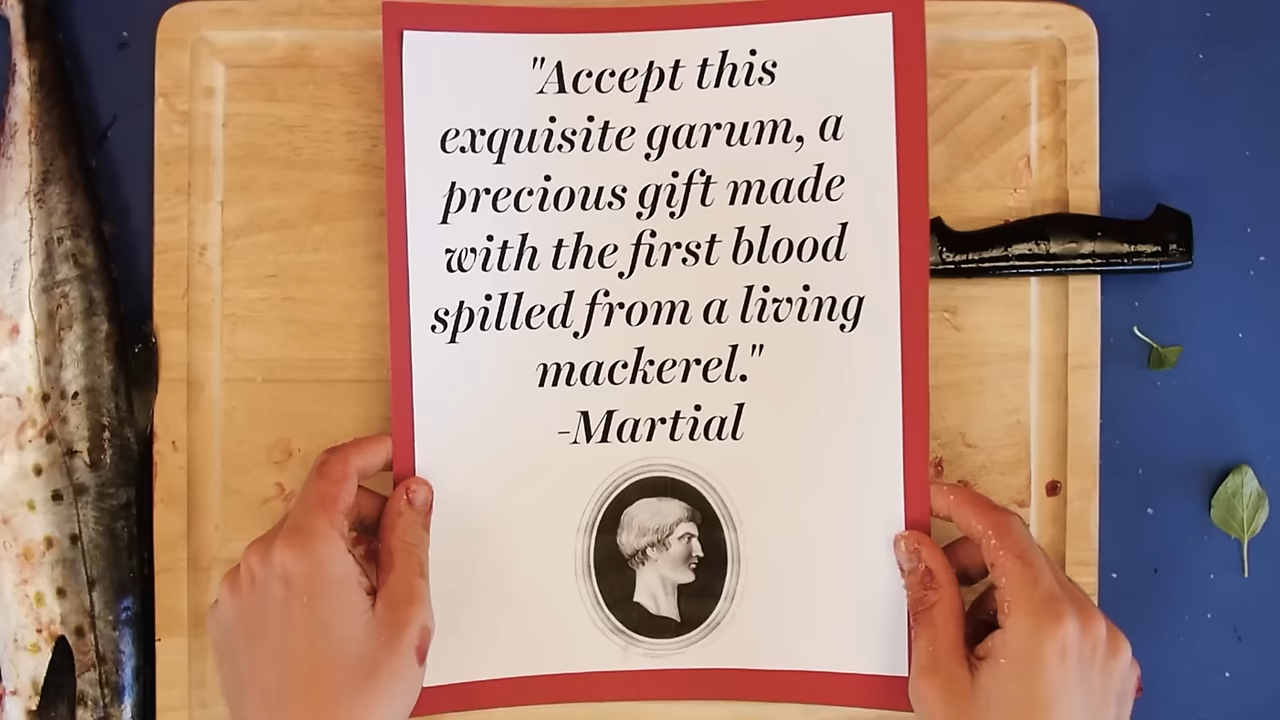 "Accept this
exquisite garum, a
precious gift made
with the first blood
spilled from a living
mackerel."
-Martial